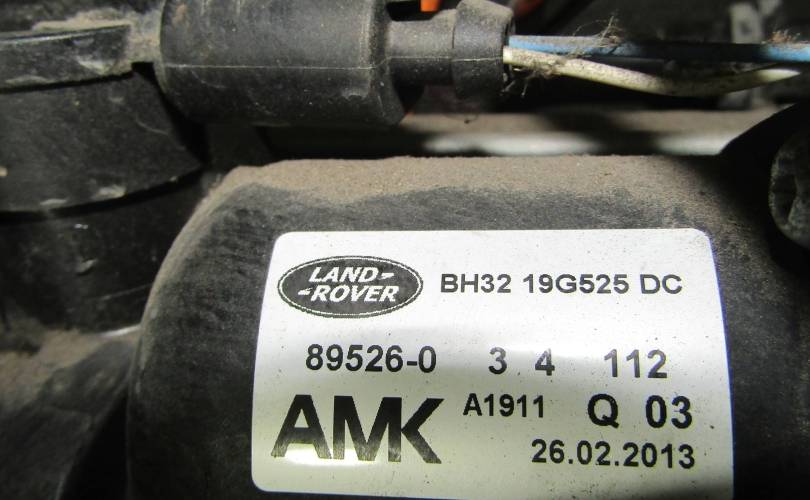 LAND-
-ROVER
BH32 19G525 DC
89526-0 3 4 112
AMK A1911 Q 03
26.02.2013